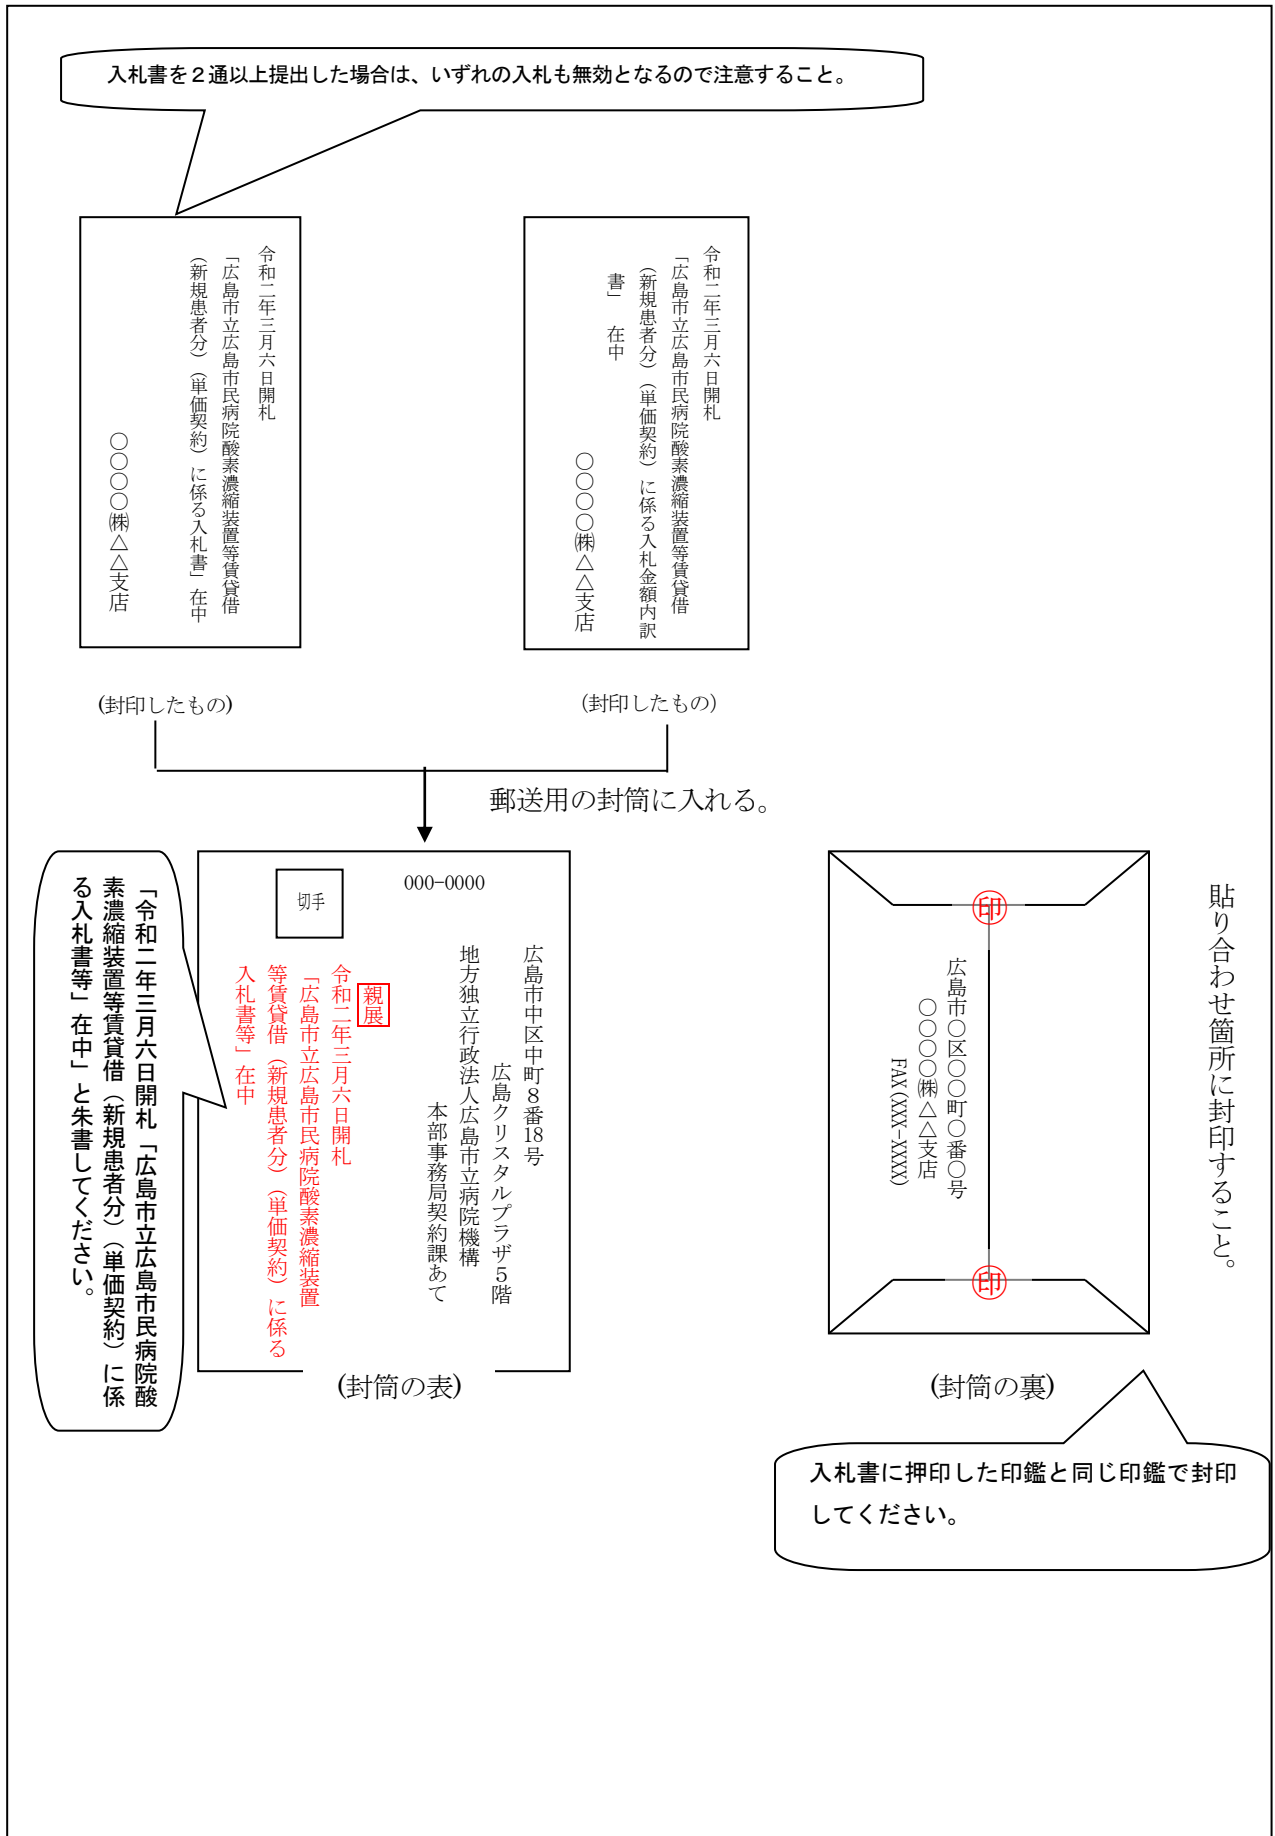 入札書を２通以上提出した場合は、いずれの入札も無効となるので注意すること。
令和二年三月六日開札
「広島市立広島市民病院酸素濃縮装置等賃貸借
（新規患者分）（単価契約）に係る入札書」在中
〇〇〇〇㈱△△支店
令和二年三月六日開札
「広島市立広島市民病院酸素濃縮装置等賃貸借
（新規患者分）（単価契約）に係る入札金額内訳
書」　在中
〇〇〇〇㈱△△支店
(封印したもの)
（封印したもの）
郵送用の封筒に入れる。
「令和二年三月六日開札「広島市立広島市民病院酸
素濃縮装置等賃貸借（新規患者分）（単価契約）に係
る入札書等」在中」と朱書してください。
切手
000-0000
広島市中区中町８番18号
広島クリスタルプラザ５階
地方独立行政法人広島市立病院機構
本部事務局契約課あて
親展
令和二年三月六日開札
「広島市立広島市民病院酸素濃縮装置
等賃貸借（新規患者分）（単価契約）に係る
入札書等」在中
(封筒の表)
貼り合わせ箇所に封印すること。
印
広島市〇区〇〇町〇番〇号
〇〇〇〇㈱△△支店
FAX(XXX-XXXX)
印
(封筒の裏)
入札書に押印した印鑑と同じ印鑑で封印
してください。